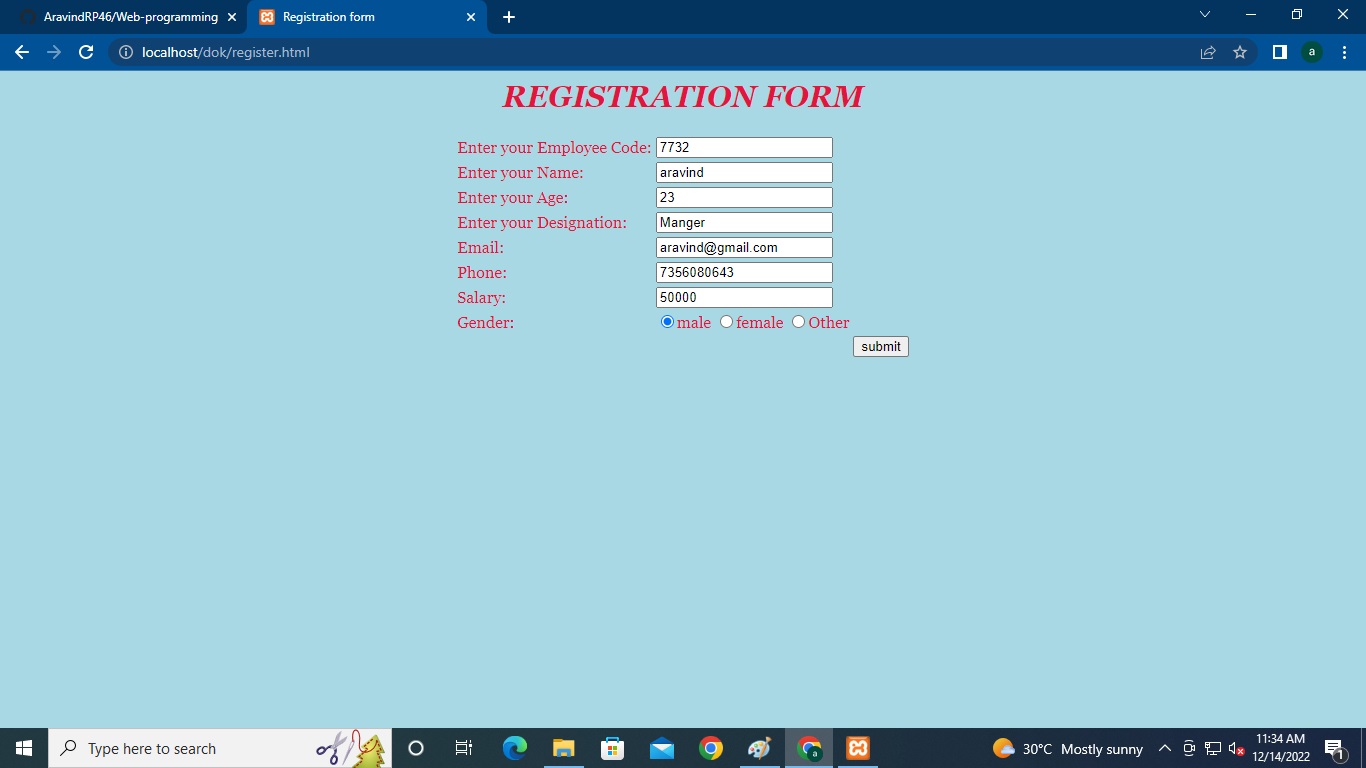 AravindRP46/Web-programming
Registration form
localhost/dok/register.html
a
REGISTRATION FORM
Enter your Employee Code: 7732
Enter your Name: aravind
Enter your Age: 23
Enter your Designation: Manger
Email: aravind@gmail.com
Phone: 7356080643
Salary: 50000
Gender: male female Other
submit
Type here to search
a
30°C Mostly sunny
11:34 AM
12/14/2022
1